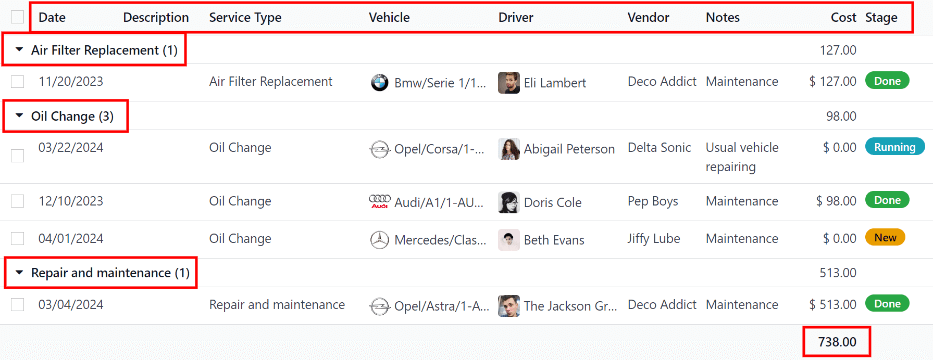 Date Description Service Type Vehicle Driver Vendor Notes Cost Stage
Air Filter Replacement (1) 127.00
11/20/2023 Air Filter Replacement Bmw/Serie 1/1... Eli Lambert Deco Addict Maintenance $ 127.00 Done
Oil Change (3) 98.00
03/22/2024 Oil Change Opel/Corsa/1-... Abigail Peterson Delta Sonic Usual vehicle $ 0.00 Running
repairing
12/10/2023 Oil Change Audi/A1/1-AU... Doris Cole Pep Boys Maintenance $ 98.00 Done
04/01/2024 Oil Change Mercedes/Clas... Beth Evans Jiffy Lube Maintenance $ 0.00 New
Repair and maintenance (1) 513.00
03/04/2024 Repair and maintenance Opel/Astra/1-A... The Jackson Gr... Deco Addict Maintenance $ 513.00 Done
738.00